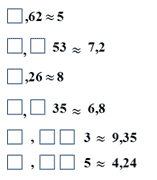 □,62 ≈ 5
□,□ 53 ≈ 7,2
□,26 ≈ 8
□,□ 35 ≈ 6,8
□ , □□ 3 ≈ 9,35
□ , □□ 5 ≈ 4,24